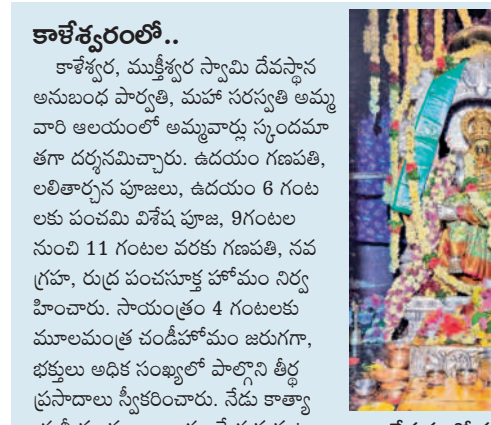 కాళేశ్వరంలో..
కాళేశ్వర, ముక్తీశ్వర స్వామి దేవస్థాన
అనుబంధ పార్వతి, మహా సరస్వతి అమ్మ
వారి ఆలయంలో అమ్మవార్లు స్కందమా
తగా దర్శనమిచ్చారు. ఉదయం గణపతి,
లలితార్చన పూజలు, ఉదయం 6 గంట
లకు పంచమి విశేష పూజ, 9గంటల
నుంచి 11 గంటల వరకు గణపతి, నవ
గ్రహ, రుద్ర పంచసూక్త హోమం నిర్వ
హించారు. సాయంత్రం 4 గంటలకు
మూలమంత్ర చండీహోమం జరుగగా,
భక్తులు అధిక సంఖ్యలో పాల్గొని తీర్థ
ప్రసాదాలు స్వీకరించారు. నేడు కాత్యా